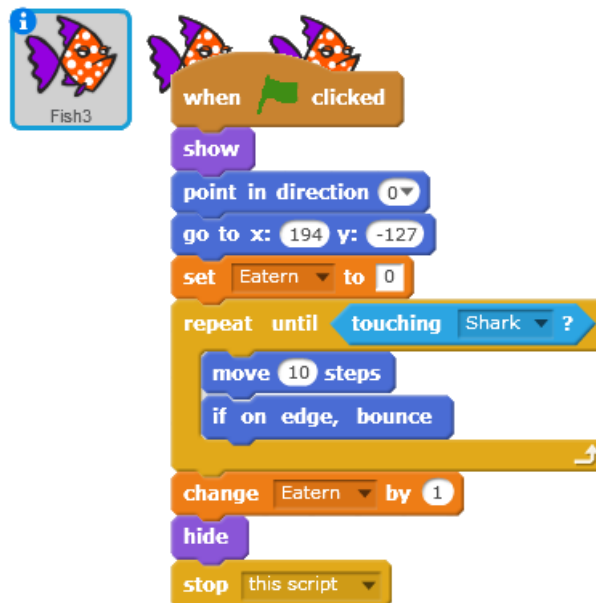 i
Fish3
when clicked
show
point in direction 0
go to x: 194 y: -127
set Eatern to 0
repeat until touching Shark ?
move 10 steps
if on edge, bounce
change Eatern by 1
hide
stop this script